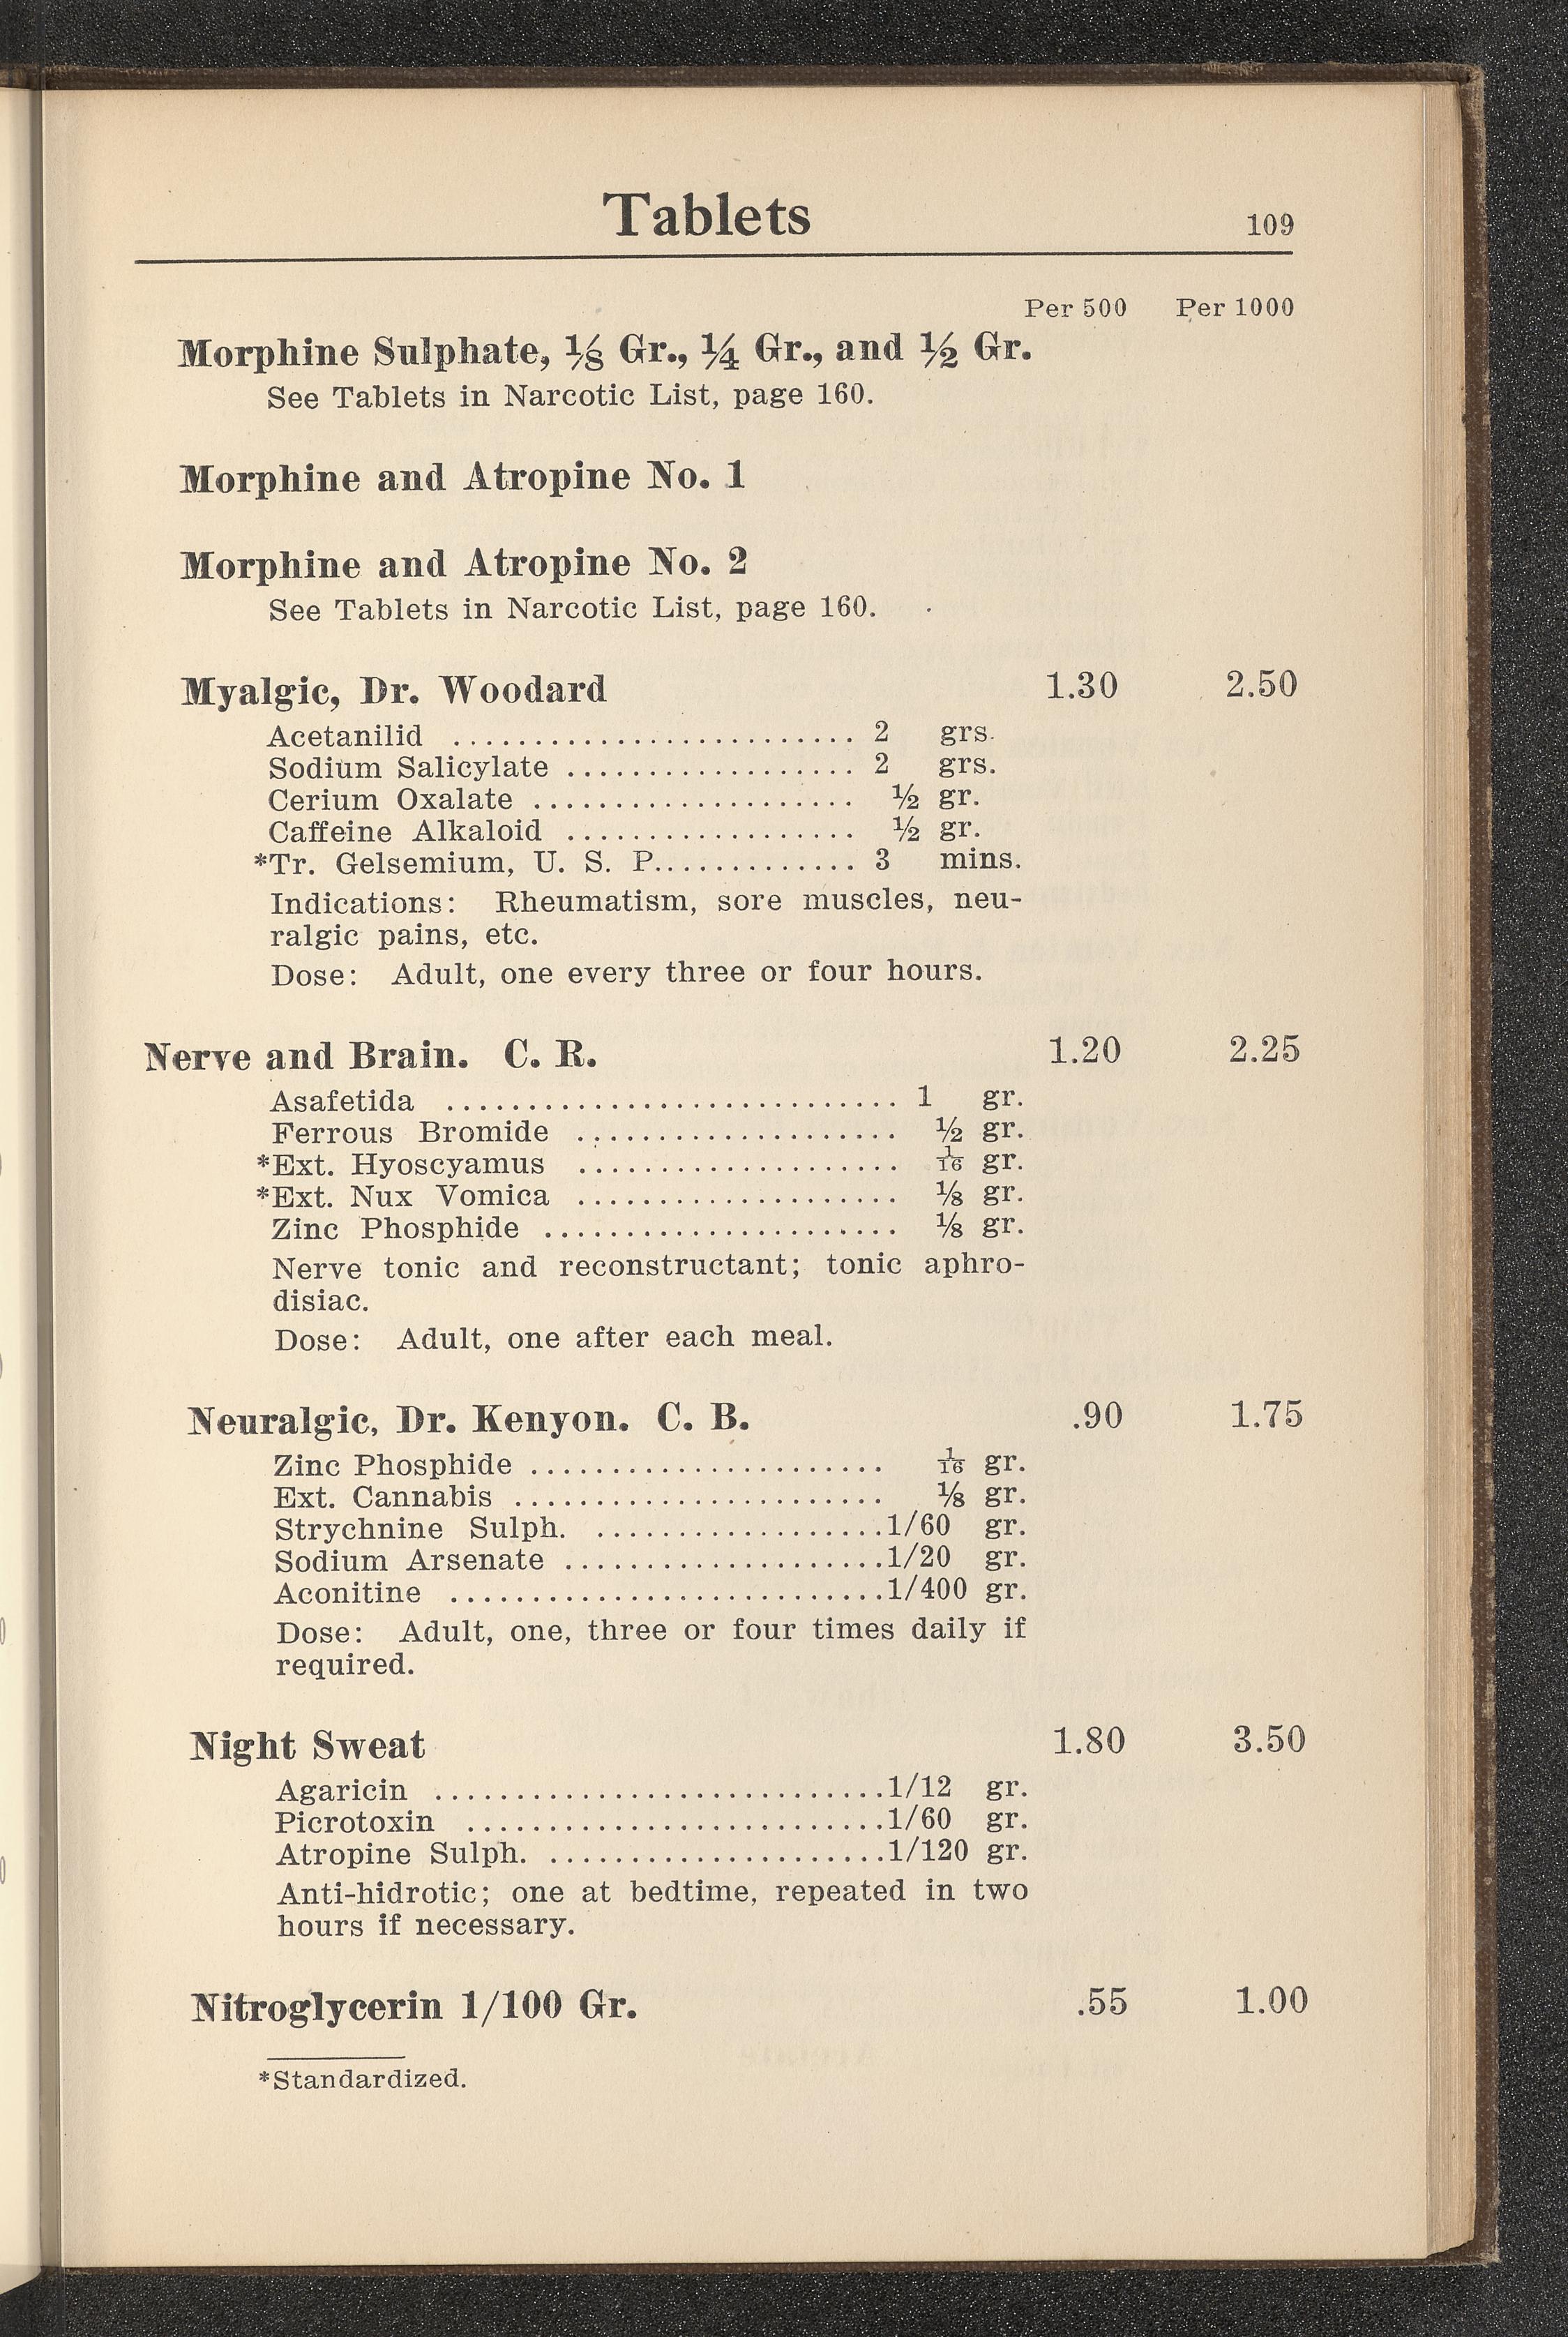 Tablets 109
Per 500 Per 1000
Morphine Sulphate, ⅛ Gr., ¼ Gr., and ½ Gr.
See Tablets in Narcotic List, page 160.
Morphine and Atropine No. 1
Morphine and Atropine No. 2
See Tablets in Narcotic List, page 160.
Myalgic, Dr. Woodard 1.30 2.50
Acetanilid ......................... 2 grs.
Sodium Salicylate .................. 2 grs.
Cerium Oxalate .................... ½ gr.
Caffeine Alkaloid .................. ½ gr.
*Tr. Gelsemium, U. S. P............. 3 mins.
Indications: Rheumatism, sore muscles, neu-
ralgic pains, etc.
Dose: Adult, one every three or four hours.
Nerve and Brain. C. R. 1.20 2.25
Asafetida ............................ 1 gr.
Ferrous Bromide .................... ½ gr.
*Ext. Hyoscyamus .................... 1/16 gr.
*Ext. Nux Vomica .................... ⅛ gr.
Zinc Phosphide ...................... ⅛ gr.
Nerve tonic and reconstructant; tonic aphro-
disiac.
Dose: Adult, one after each meal.
Neuralgic, Dr. Kenyon. C. B. .90 1.75
Zinc Phosphide ...................... 1/16 gr.
Ext. Cannabis ....................... ⅛ gr.
Strychnine Sulph. ..................1/60 gr.
Sodium Arsenate ....................1/20 gr.
Aconitine ...........................1/400 gr.
Dose: Adult, one, three or four times daily if
required.
Night Sweat 1.80 3.50
Agaricin ............................1/12 gr.
Picrotoxin ..........................1/60 gr.
Atropine Sulph. .....................1/120 gr.
Anti-hidrotic; one at bedtime, repeated in two
hours if necessary.
Nitroglycerin 1/100 Gr. .55 1.00
*Standardized.